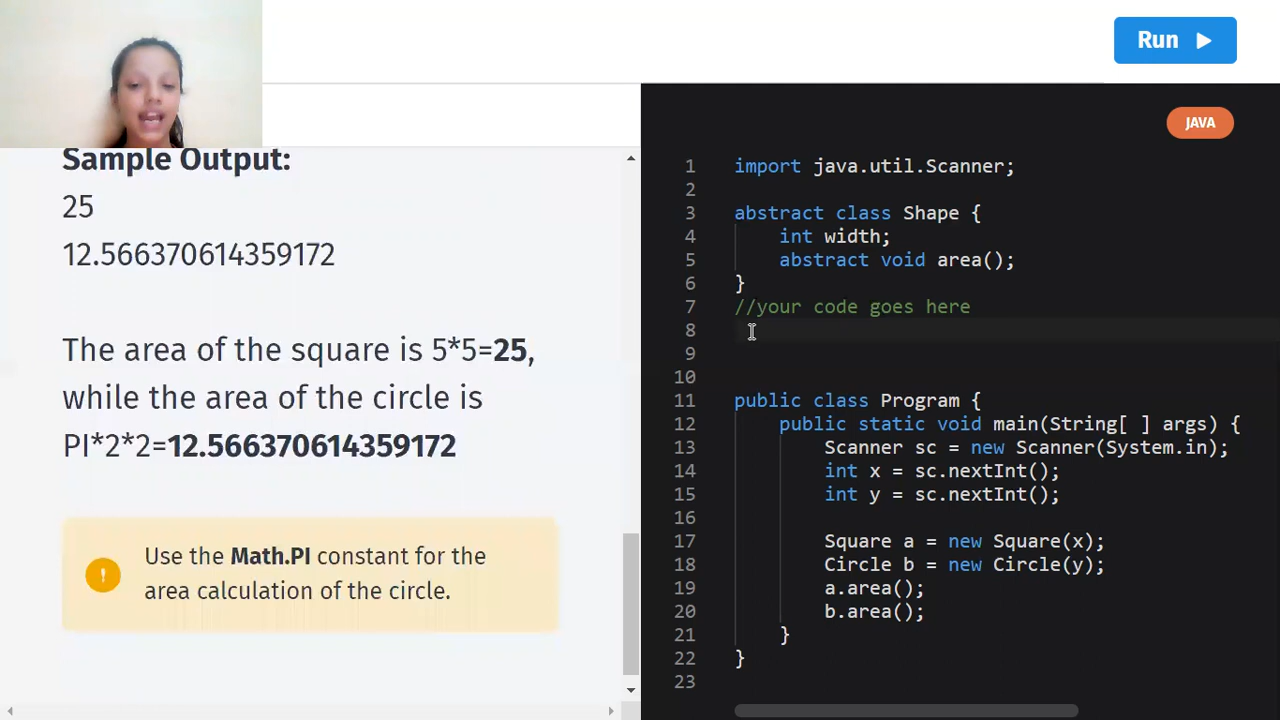 Run
JAVA
Sample Output:
25
12.566370614359172
The area of the square is 5*5=25,
while the area of the circle is
PI*2*2=12.566370614359172
!
Use the Math.PI constant for the
area calculation of the circle.
1 import java.util.Scanner;
2
3 abstract class Shape {
4     int width;
5     abstract void area();
6 }
7 //your code goes here
8
9
10
11 public class Program {
12     public static void main(String[ ] args) {
13         Scanner sc = new Scanner(System.in);
14         int x = sc.nextInt();
15         int y = sc.nextInt();
16
17         Square a = new Square(x);
18         Circle b = new Circle(y);
19         a.area();
20         b.area();
21     }
22 }
23